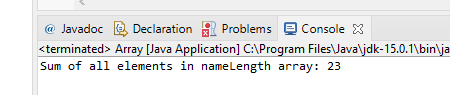 @ Javadoc Declaration Problems Console
<terminated> Array [Java Application] C:\Program Files\Java\jdk-15.0.1\bin\ja
Sum of all elements in nameLength array: 23